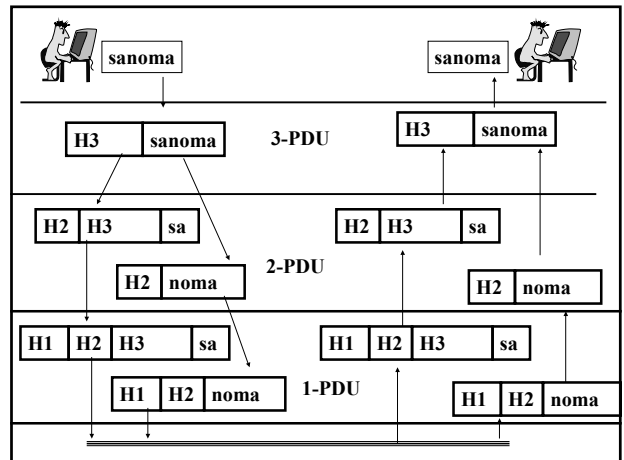 sanoma
sanoma
H3 sanoma
3-PDU
H3 sanoma
H2 H3 sa
H2 H3 sa
H2 noma
2-PDU
H2 noma
H1 H2 H3 sa
H1 H2 H3 sa
H1 H2 noma
1-PDU
H1 H2 noma